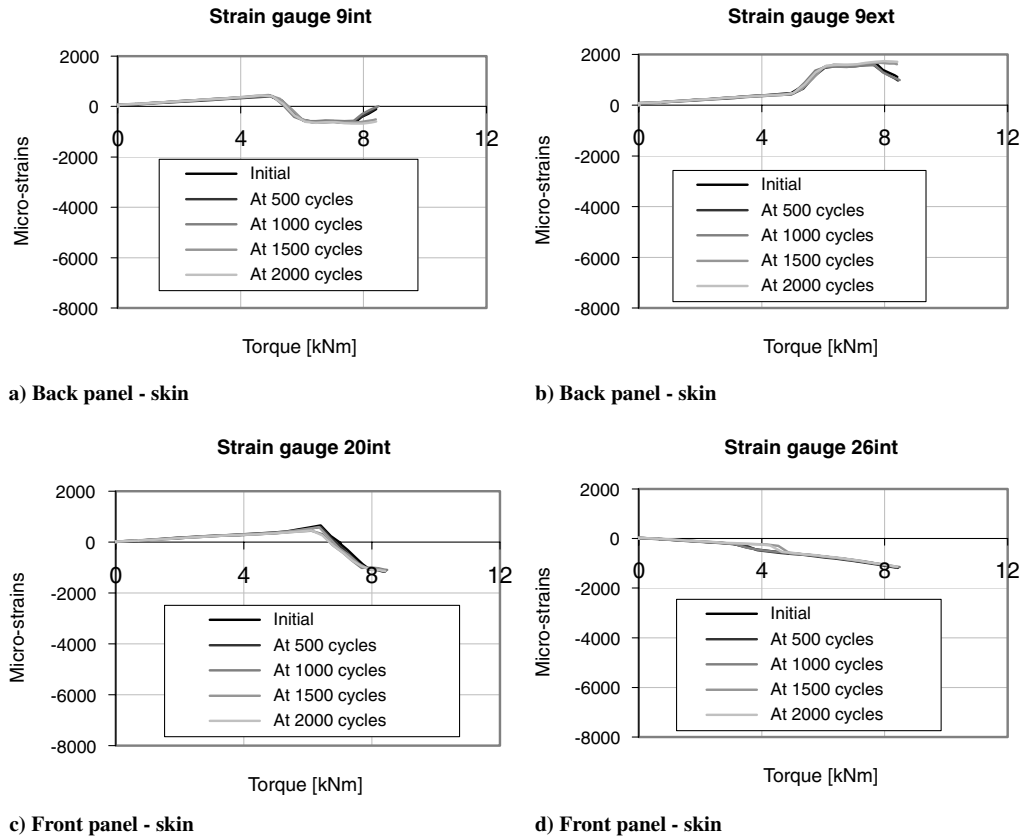 Strain gauge 9int
2000
0
-2000
-4000
-6000
-8000
0
4
8
12
Micro-strains
Initial
At 500 cycles
At 1000 cycles
At 1500 cycles
At 2000 cycles
Torque [kNm]
a) Back panel - skin
Strain gauge 9ext
2000
0
-2000
-4000
-6000
-8000
0
4
8
12
Micro-strains
Initial
At 500 cycles
At 1000 cycles
At 1500 cycles
At 2000 cycles
Torque [kNm]
b) Back panel - skin
Strain gauge 20int
2000
0
-2000
-4000
-6000
-8000
0
4
8
12
Micro-strains
Initial
At 500 cycles
At 1000 cycles
At 1500 cycles
At 2000 cycles
Torque [kNm]
c) Front panel - skin
Strain gauge 26int
2000
0
-2000
-4000
-6000
-8000
0
4
8
12
Micro-strains
Initial
At 500 cycles
At 1000 cycles
At 1500 cycles
At 2000 cycles
Torque [kNm]
d) Front panel - skin